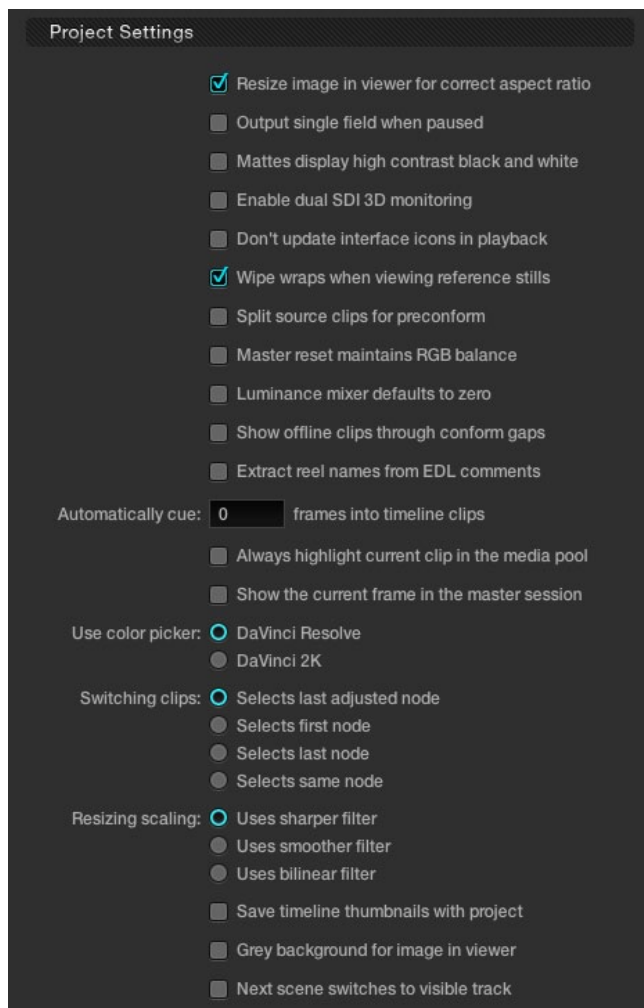 Project Settings
Resize image in viewer for correct aspect ratio
Output single field when paused
Mattes display high contrast black and white
Enable dual SDI 3D monitoring
Don't update interface icons in playback
Wipe wraps when viewing reference stills
Split source clips for preconform
Master reset maintains RGB balance
Luminance mixer defaults to zero
Show offline clips through conform gaps
Extract reel names from EDL comments
Automatically cue: 0 frames into timeline clips
Always highlight current clip in the media pool
Show the current frame in the master session
Use color picker: DaVinci Resolve
DaVinci 2K
Switching clips: Selects last adjusted node
Selects first node
Selects last node
Selects same node
Resizing scaling: Uses sharper filter
Uses smoother filter
Uses bilinear filter
Save timeline thumbnails with project
Grey background for image in viewer
Next scene switches to visible track